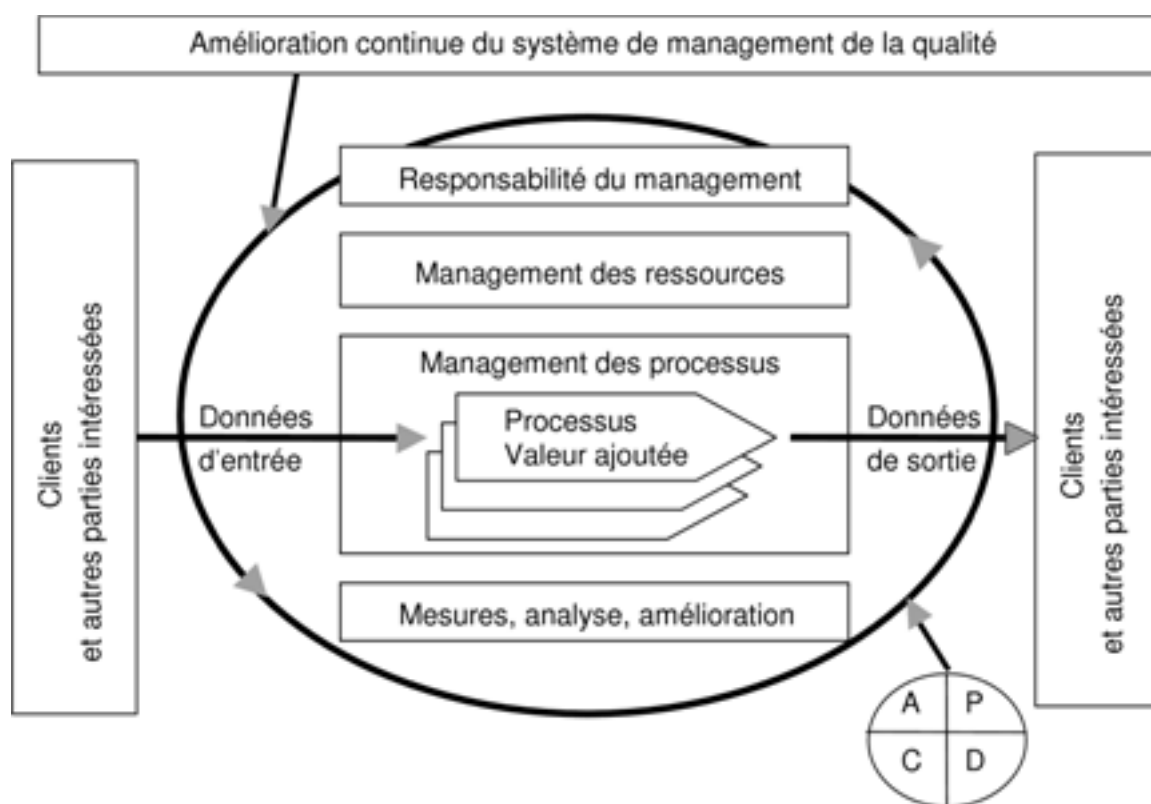 Amélioration continue du système de management de la qualité
Clients
et autres parties intéressées
Responsabilité du management
Management des ressources
Management des processus
Données
d'entrée
Processus
Valeur ajoutée
Données
de sortie
Mesures, analyse, amélioration
Clients
et autres parties intéressées
A P
C D